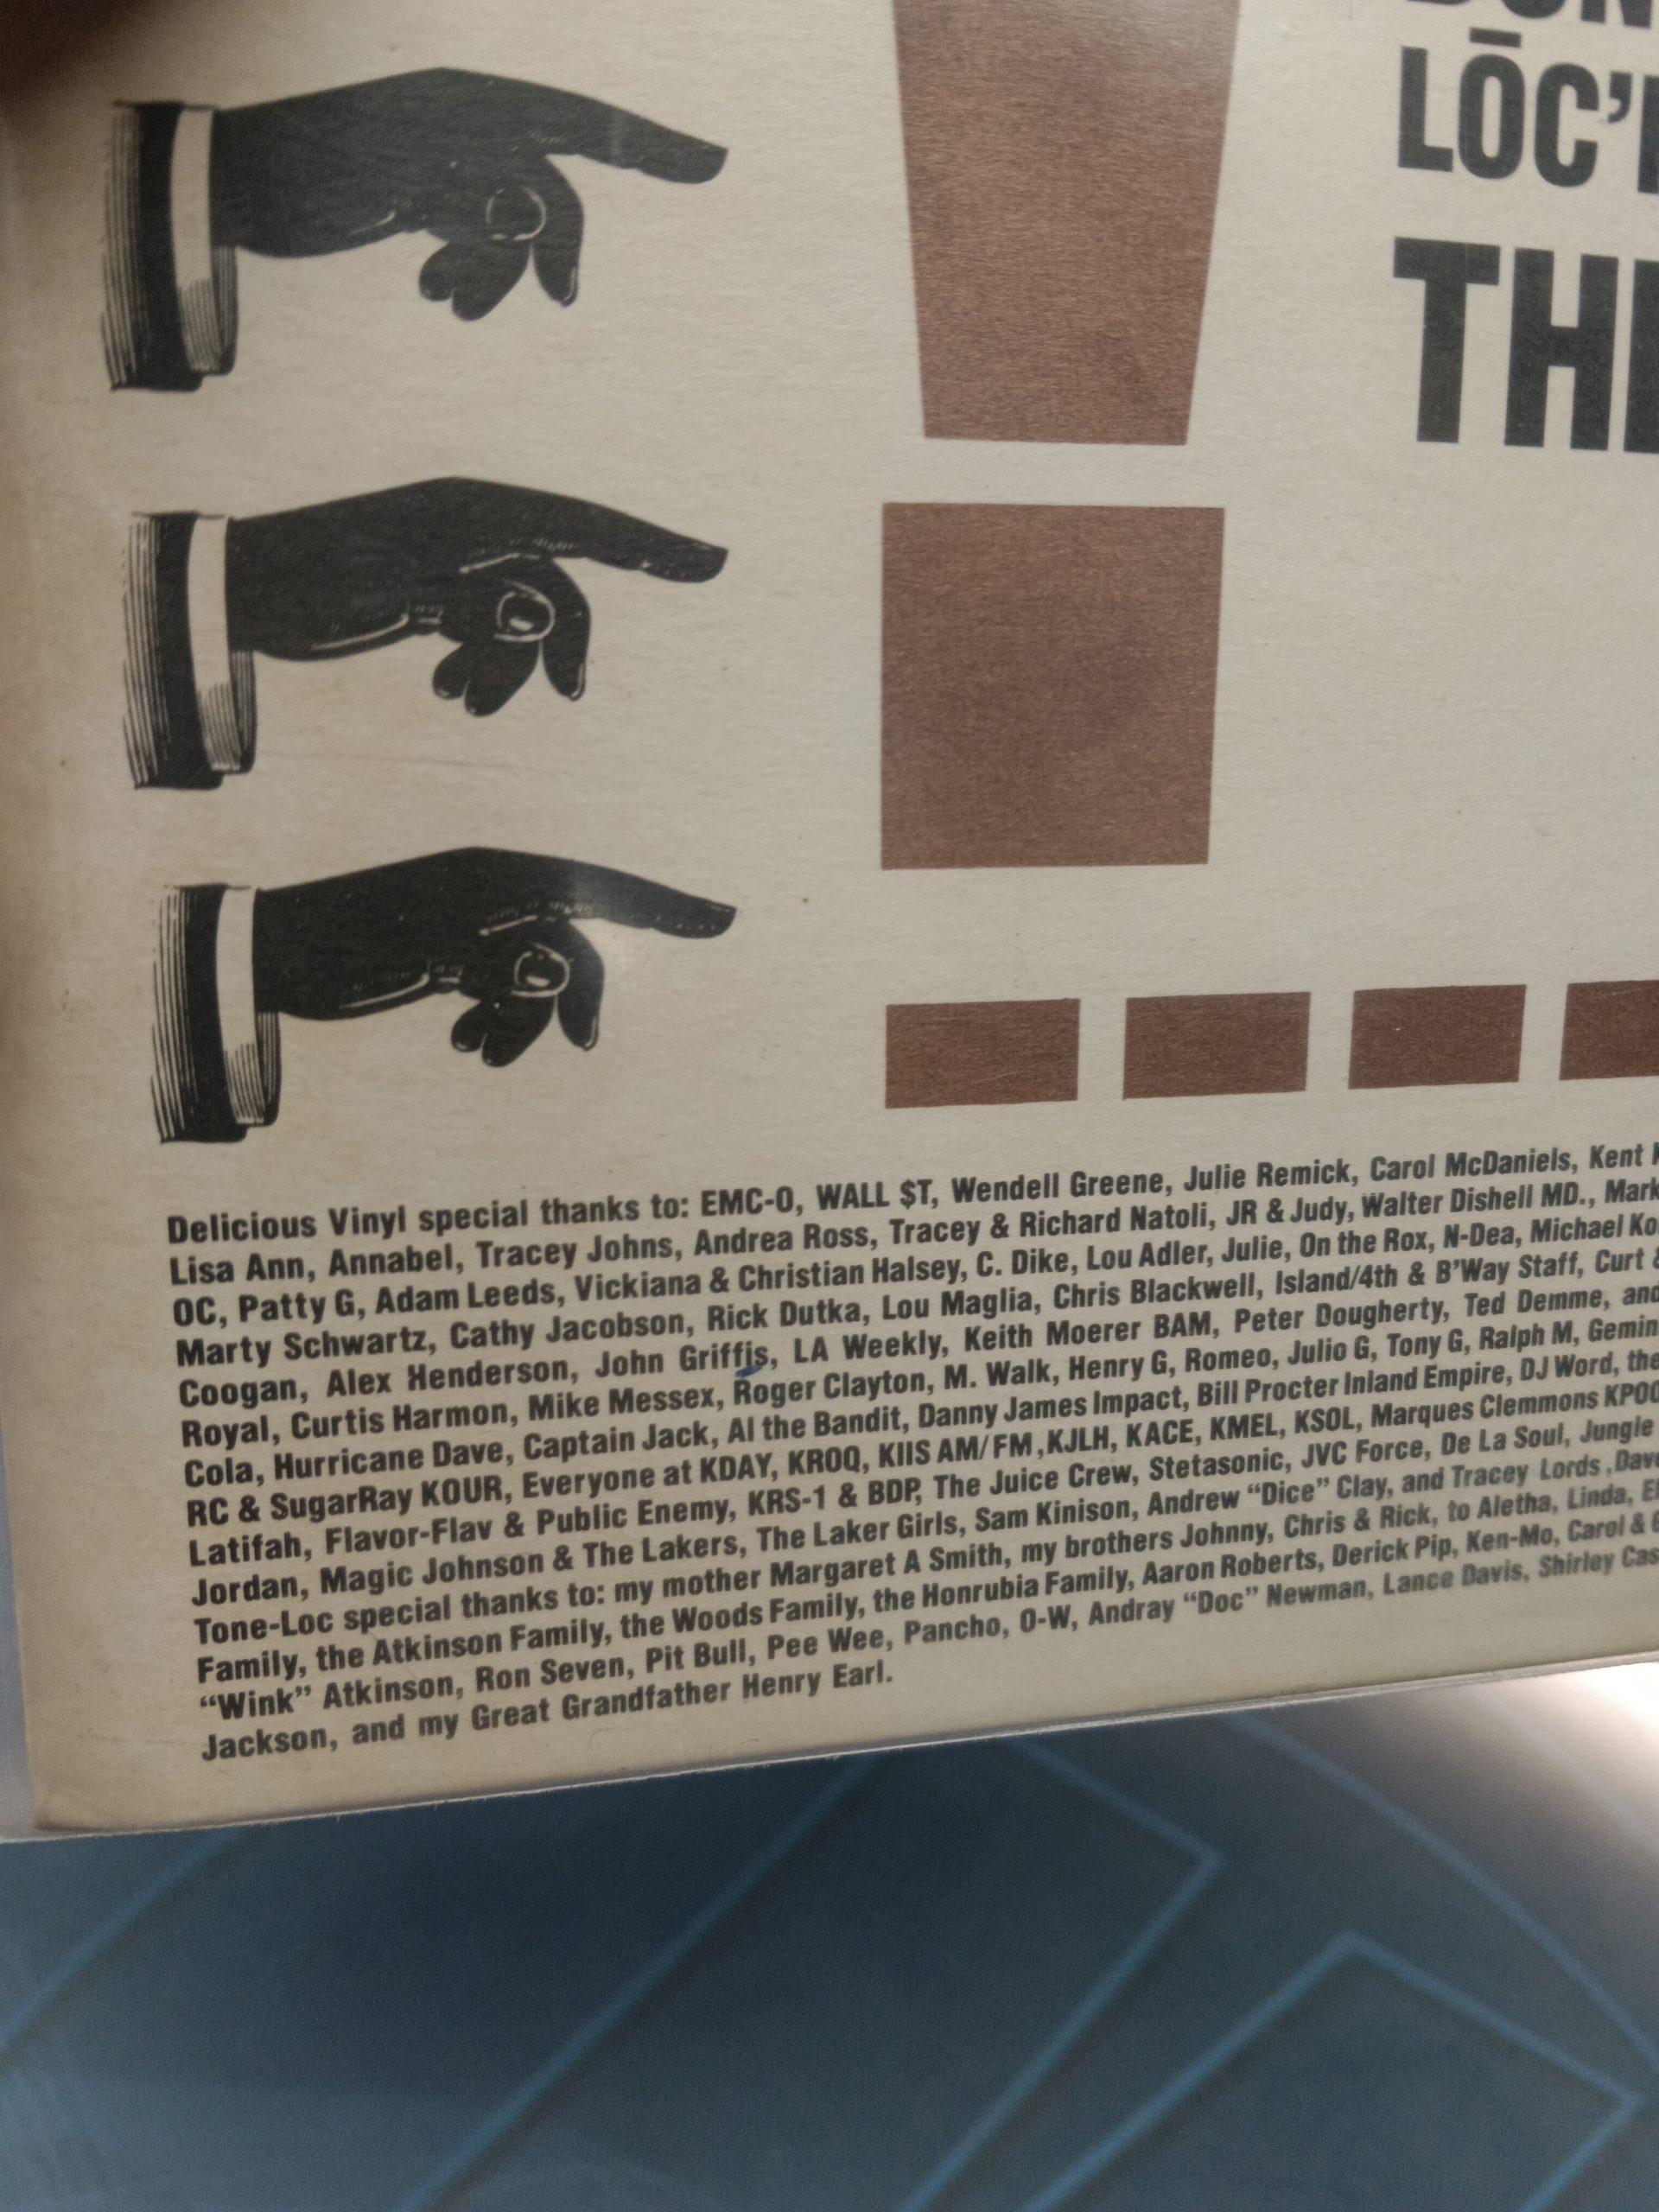 LŌC'
Delicious Vinyl special thanks to: EMC-O, WALL $T, Wendell Greene, Julie Remick, Carol McDaniels, Kent
Lisa Ann, Annabel, Tracey Johns, Andrea Ross, Tracey & Richard Natoli, JR & Judy, Walter Dishell MD., Mark
OC, Patty G, Adam Leeds, Vickiana & Christian Halsey, C. Dike, Lou Adler, Julie, On the Rox, N-Dea, Michael
Marty Schwartz, Cathy Jacobson, Rick Dutka, Lou Maglia, Chris Blackwell, Island/4th & B'Way Staff, Curt &
Coogan, Alex Henderson, John Griffis, LA Weekly, Keith Moerer BAM, Peter Dougherty, Ted Demme, and
Royal, Curtis Harmon, Mike Messex, Roger Clayton, M. Walk, Henry G, Romeo, Julio G, Tony G, Ralph M,
Cola, Hurricane Dave, Captain Jack, Al the Bandit, Danny James Impact, Bill Procter Inland Empire, DJ Word, the
RC & SugarRay KOUR, Everyone at KDAY, KROQ, KIIS AM/FM ,KJLH, KACE, KMEL, KSOL, Marques Clemmons
Latifah, Flavor-Flav & Public Enemy, KRS-1 & BDP, The Juice Crew, Stetasonic, JVC Force, De La Soul, Jungle
Jordan, Magic Johnson & The Lakers, The Laker Girls, Sam Kinison, Andrew “Dice” Clay, and Tracey Lords ,Dave
Tone-Loc special thanks to: my mother Margaret A Smith, my brothers Johnny, Chris & Rick, to Aletha, Linda,
Family, the Atkinson Family, the Woods Family, the Honrubia Family, Aaron Roberts, Derick Pip, Ken-Mo, Carol &
“Wink” Atkinson, Ron Seven, Pit Bull, Pee Wee, Pancho, O-W, Andray “Doc” Newman, Lance Davis, Shirley
Jackson, and my Great Grandfather Henry Earl.